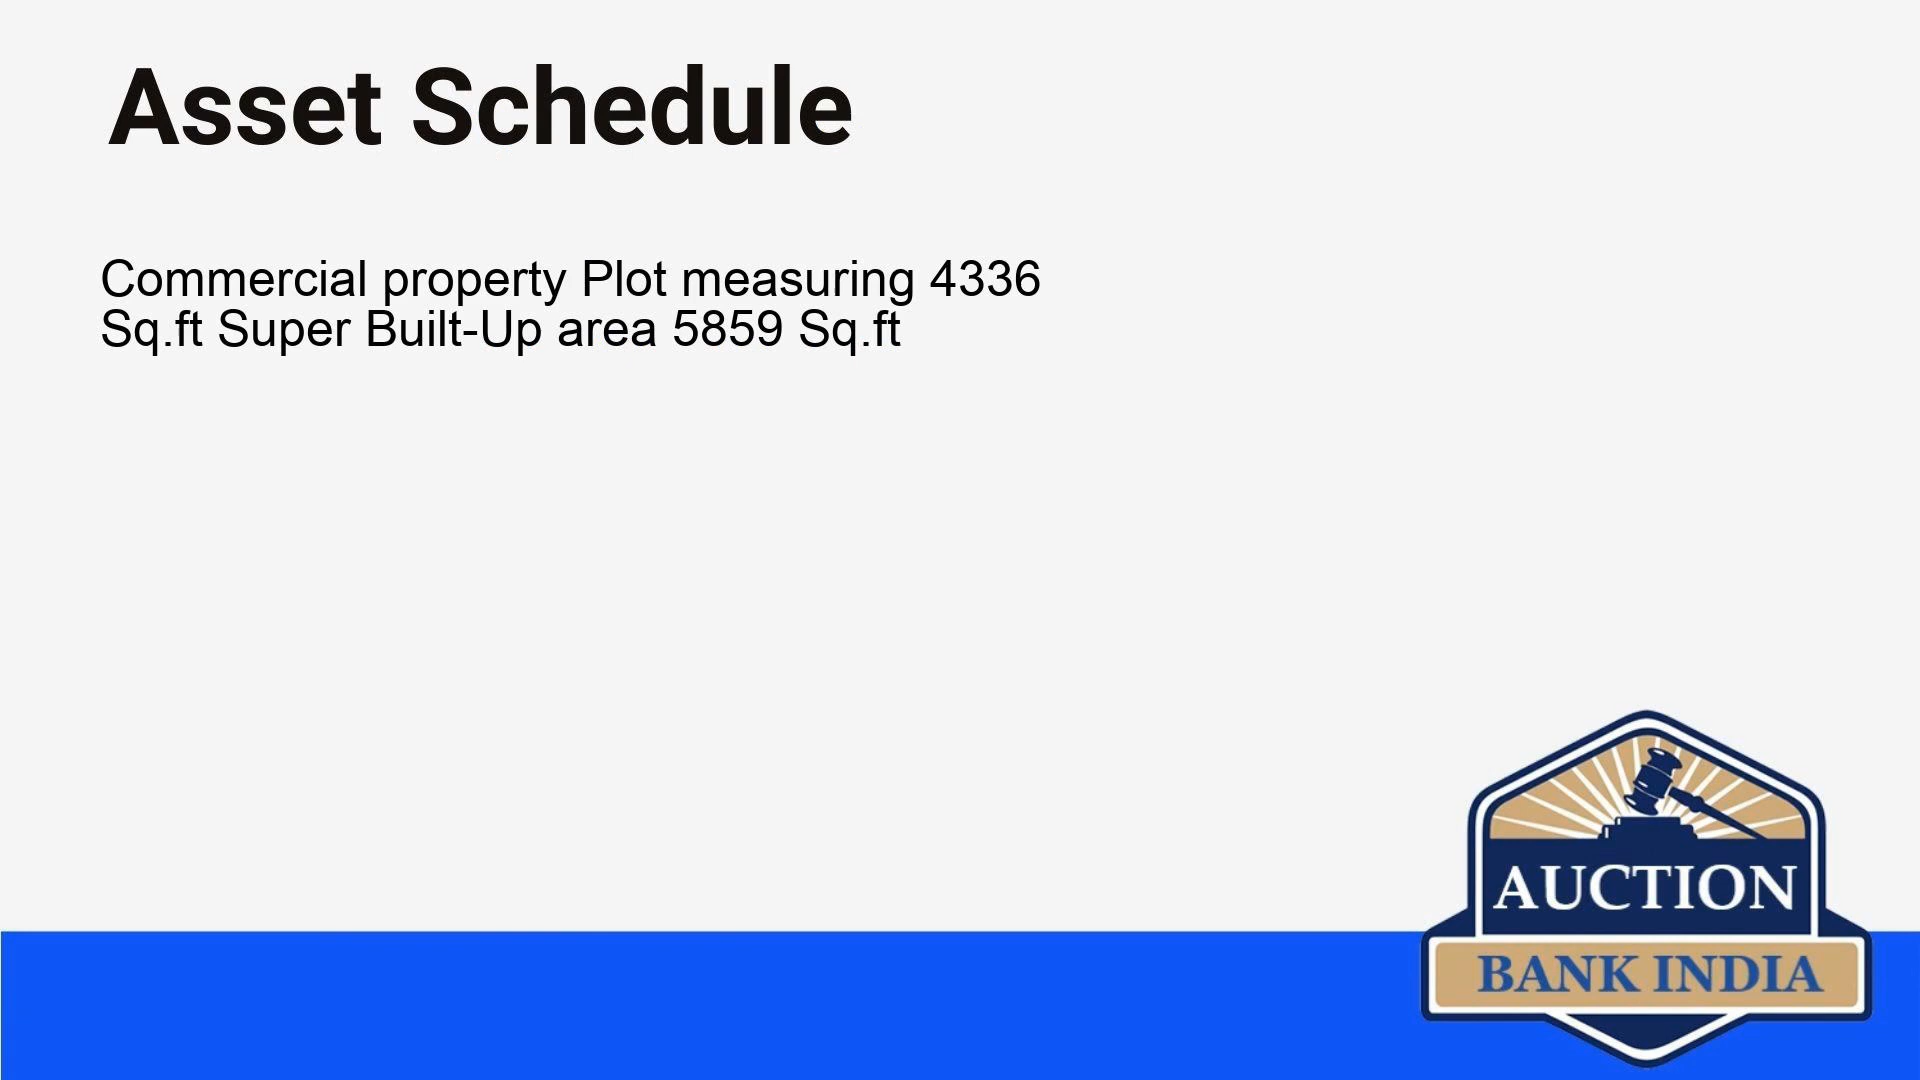 Asset Schedule
Commercial property Plot measuring 4336
Sq.ft Super Built-Up area 5859 Sq.ft
AUCTION
BANK INDIA